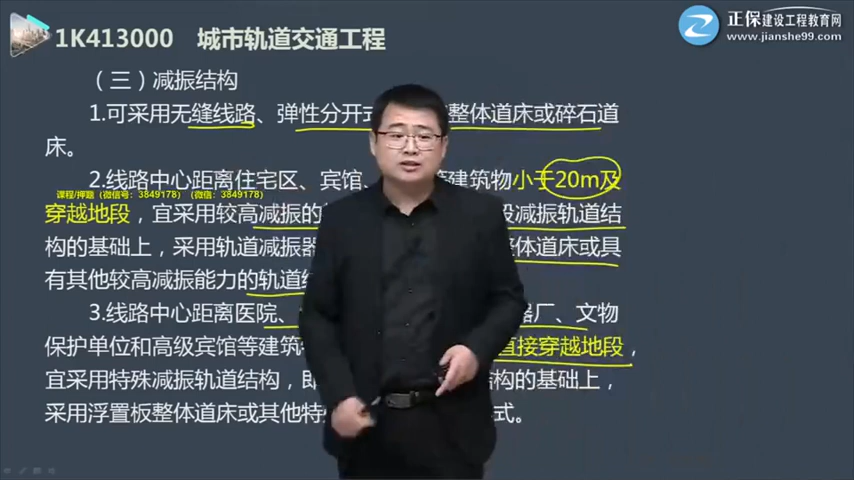 1K413000 城市轨道交通工程
正保建设工程教育网
www.jianshe99.com
（三）减振结构
1.可采用无缝线路、弹性分开 整体道床或碎石道
床。
2.线路中心距离住宅区、宾馆、 建筑物小于20m及
课程/押题（微信号：3849178）（微信：3849178）
穿越地段，宜采用较高减振的 减振轨道结
构的基础上，采用轨道减振器 整体道床或具
有其他较高减振能力的轨道
3.线路中心距离医院、 器厂、文物
保护单位和高级宾馆等建筑 直接穿越地段，
宜采用特殊减振轨道结构，即 结构的基础上，
采用浮置板整体道床或其他特 式。